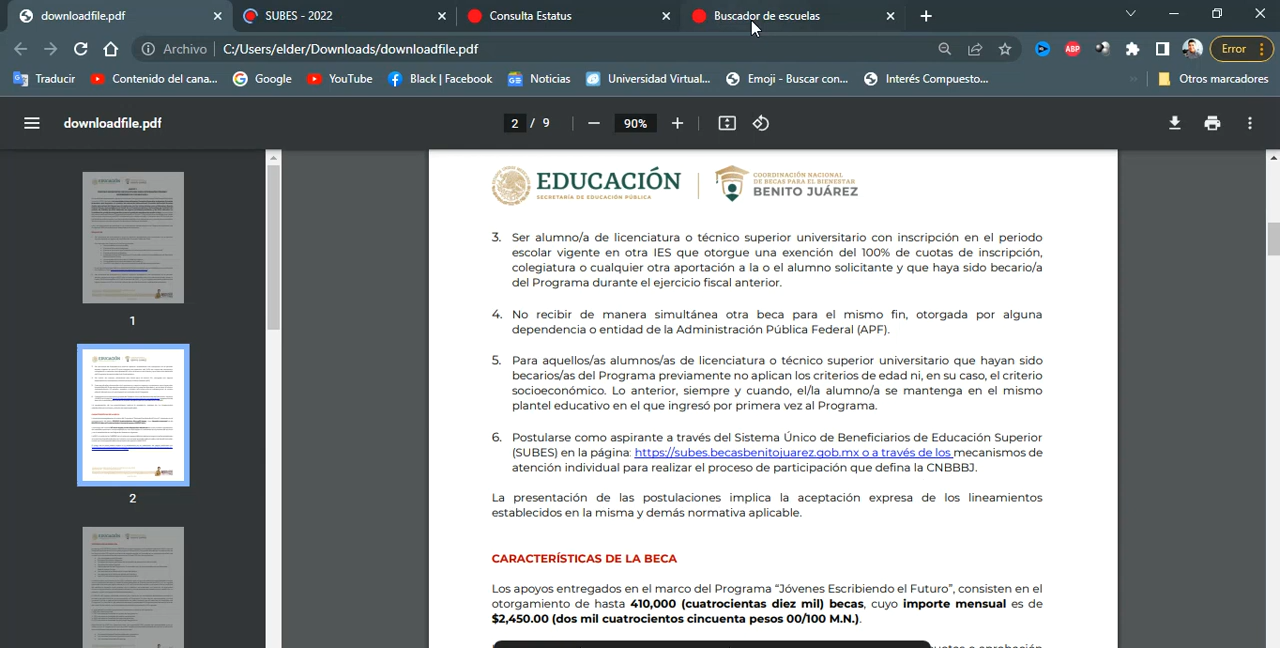 downloadfile.pdf
SUBES - 2022
Consulta Estatus
Buscador de escuelas
Archivo
C:/Users/elder/Downloads/downloadfile.pdf
ABP
Error
Traducir
Contenido del cana...
Google
YouTube
Black | Facebook
Noticias
Universidad Virtual...
Emoji - Buscar con...
Interés Compuesto...
Otros marcadores
downloadfile.pdf
2 / 9
90%
1
2
EDUCACIÓN
SECRETARÍA DE EDUCACIÓN PÚBLICA
COORDINACIÓN NACIONAL
DE BECAS PARA EL BIENESTAR
BENITO JUÁREZ
3. Ser alumno/a de licenciatura o técnico superior universitario con inscripción en el periodo
escolar vigente en otra IES que otorgue una exención del 100% de cuotas de inscripción,
colegiatura o cualquier otra aportación a la o el alumno solicitante y que haya sido becario/a
del Programa durante el ejercicio fiscal anterior.
4. No recibir de manera simultánea otra beca para el mismo fin, otorgada por alguna
dependencia o entidad de la Administración Pública Federal (APF).
5. Para aquellos/as alumnos/as de licenciatura o técnico superior universitario que hayan sido
becarios/as del Programa previamente no aplican los criterios de edad ni, en su caso, el criterio
socioeconómico. Lo anterior, siempre y cuando, el/la alumno/a se mantenga en el mismo
plantel educativo en el que ingresó por primera vez al Programa.
6. Postularse como aspirante a través del Sistema Único de Beneficiarios de Educación Superior
(SUBES) en la página: https://subes.becasbenitojuarez.gob.mx o a través de los mecanismos de
atención individual para realizar el proceso de participación que defina la CNBBBJ.
La presentación de las postulaciones implica la aceptación expresa de los lineamientos
establecidos en la misma y demás normativa aplicable.
CARACTERÍSTICAS DE LA BECA
Los apoyos entregados en el marco del Programa “Jóvenes Escribiendo el Futuro”, consisten en el
otorgamiento de hasta 410,000 (cuatrocientas diez mil) becas, cuyo importe mensual es de
$2,450.00 (dos mil cuatrocientos cincuenta pesos 00/100 M.N.).